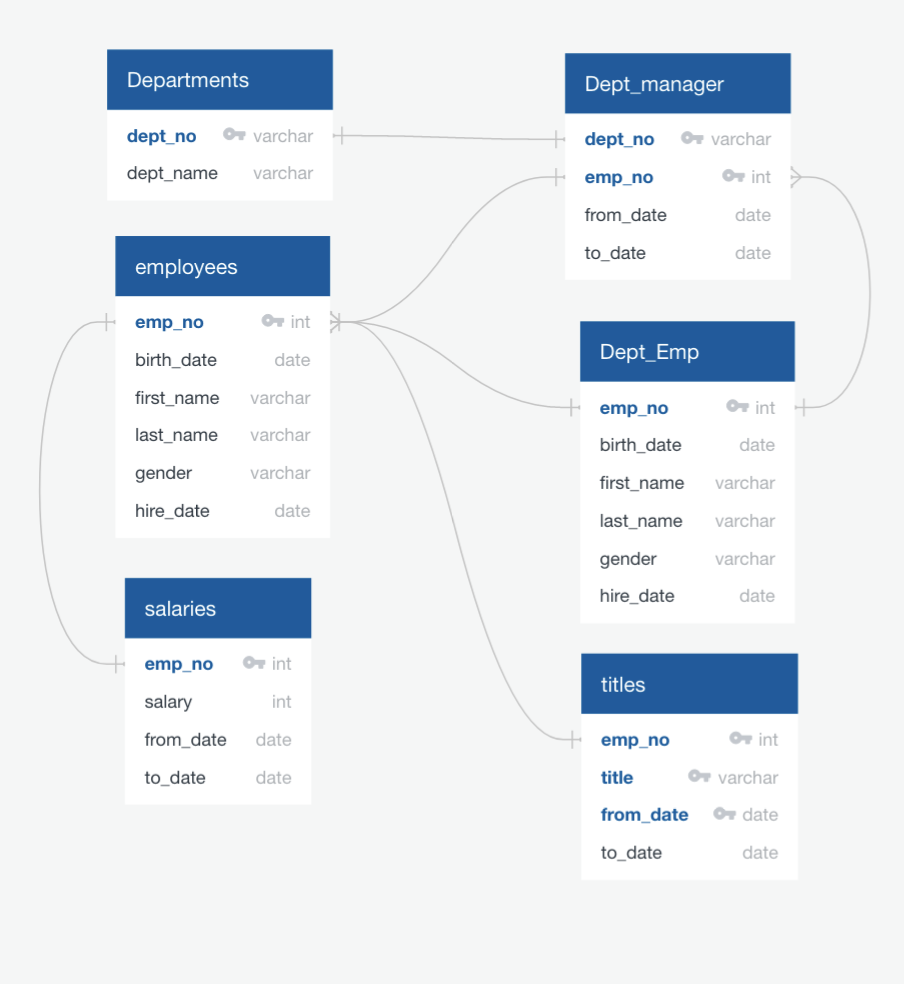 Departments
dept_no varchar
dept_name varchar
Dept_manager
dept_no varchar
emp_no int
from_date date
to_date date
employees
emp_no int
birth_date date
first_name varchar
last_name varchar
gender varchar
hire_date date
Dept_Emp
emp_no int
birth_date date
first_name varchar
last_name varchar
gender varchar
hire_date date
salaries
emp_no int
salary int
from_date date
to_date date
titles
emp_no int
title varchar
from_date date
to_date date